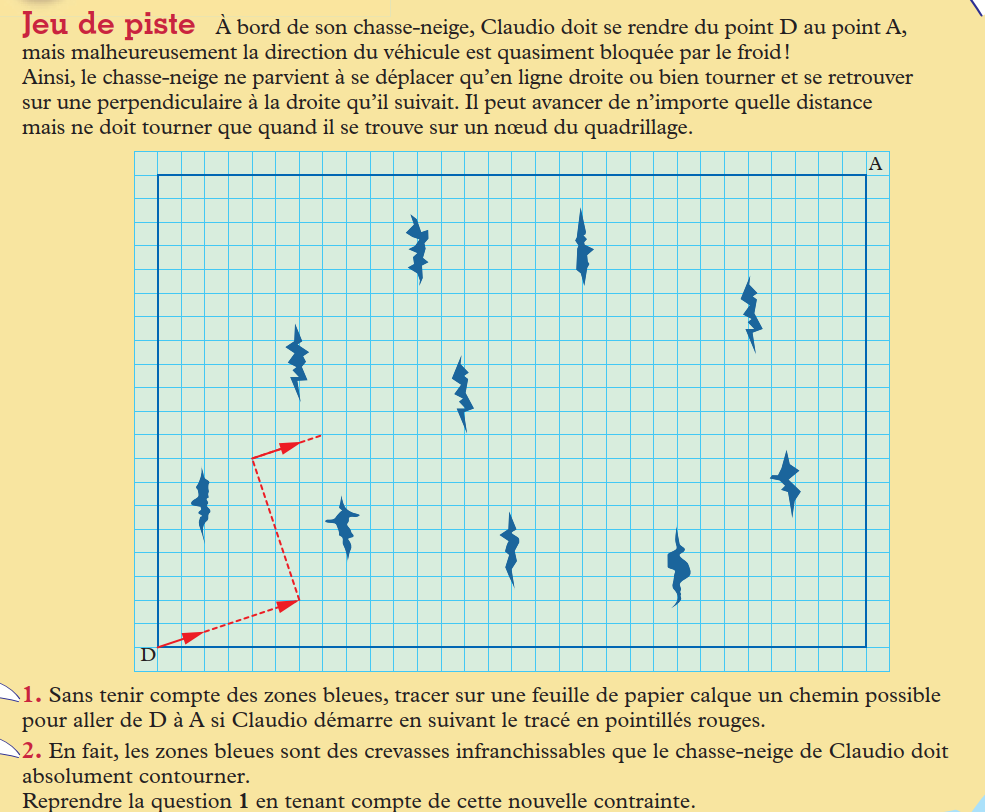 Jeu de piste À bord de son chasse-neige, Claudio doit se rendre du point D au point A,
mais malheureusement la direction du véhicule est quasiment bloquée par le froid !
Ainsi, le chasse-neige ne parvient à se déplacer qu’en ligne droite ou bien tourner et se retrouver
sur une perpendiculaire à la droite qu’il suivait. Il peut avancer de n’importe quelle distance
mais ne doit tourner que quand il se trouve sur un nœud du quadrillage.
A
D
1. Sans tenir compte des zones bleues, tracer sur une feuille de papier calque un chemin possible
pour aller de D à A si Claudio démarre en suivant le tracé en pointillés rouges.
2. En fait, les zones bleues sont des crevasses infranchissables que le chasse-neige de Claudio doit
absolument contourner.
Reprendre la question 1 en tenant compte de cette nouvelle contrainte.